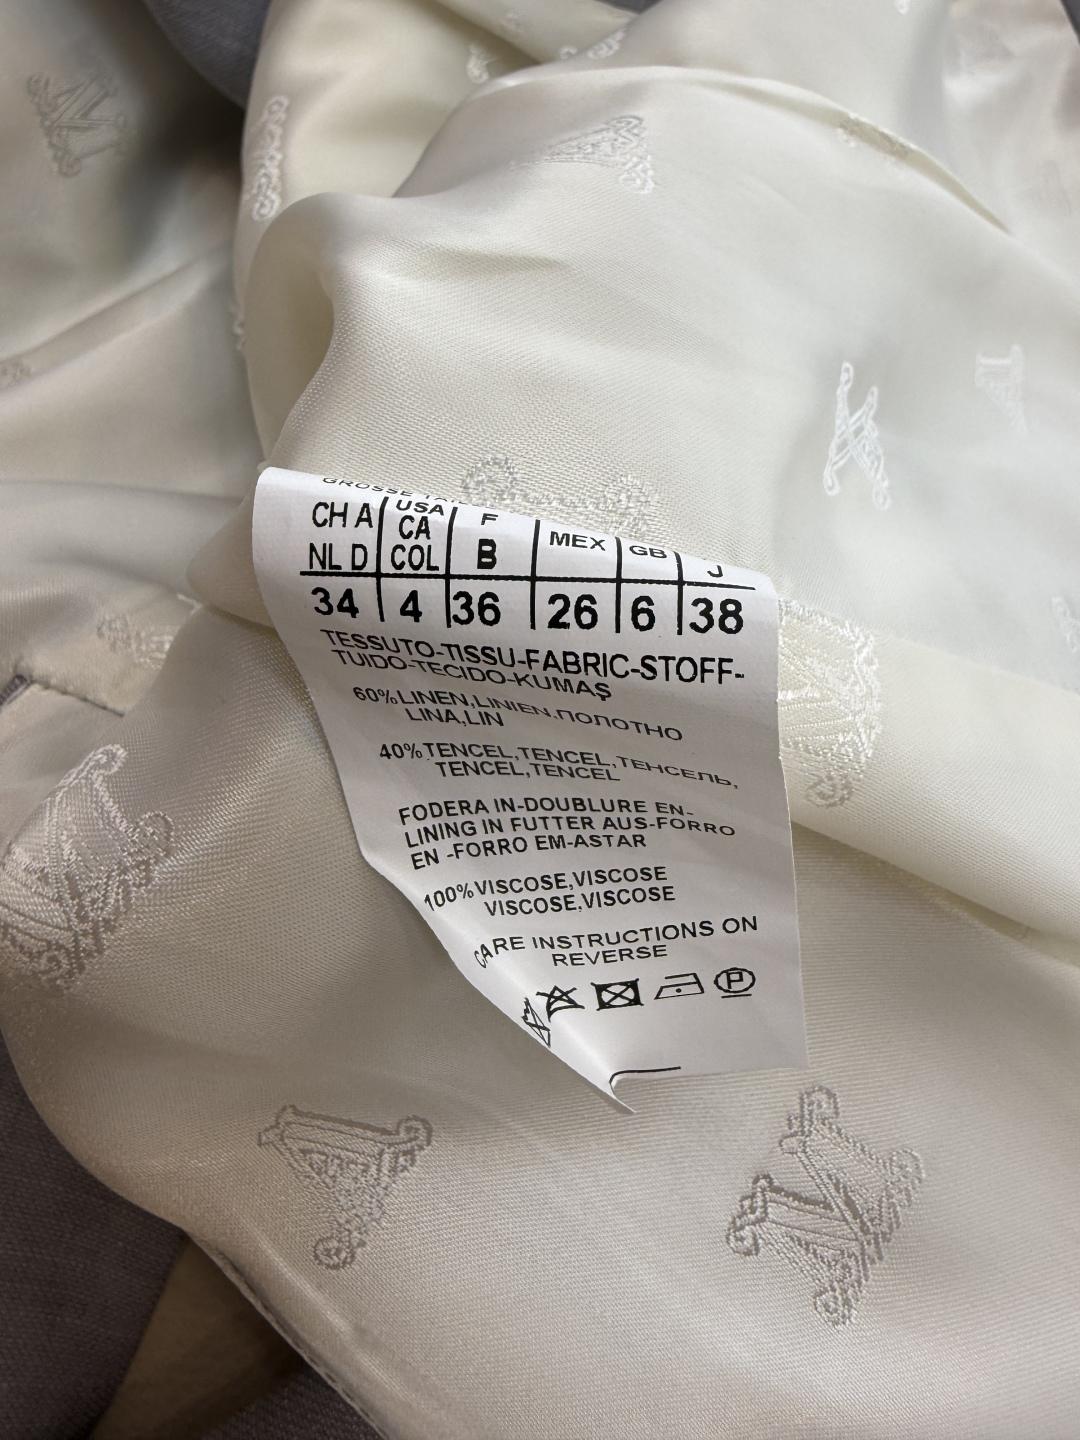 GROSSE
CH A USA F MEX GB J
NL D CA B
COL
34 4 36 26 6 38
TESSUTO-TISSU-FABRIC-STOFF-
TUIDO-TECIDO-KUMAŞ
60%LINEN,LINIEN,ПОЛОТНО
LINA,LIN
40%TENCEL,TENCEL,ТЕНСЕЛЬ,
TENCEL,TENCEL
FODERA IN-DOUBLURE EN-
LINING IN FUTTER AUS-FORRO
EN -FORRO EM-ASTAR
100%VISCOSE,VISCOSE
VISCOSE,VISCOSE
CARE INSTRUCTIONS ON
REVERSE
P